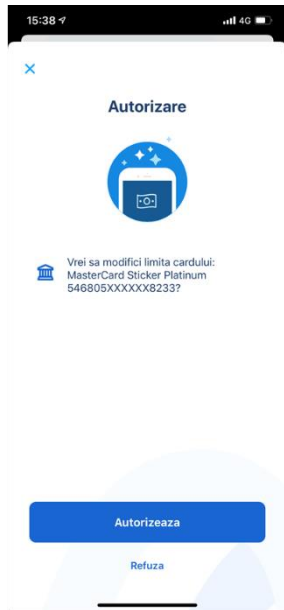 15:38 4G
Autorizare
Vrei sa modifici limita cardului:
MasterCard Sticker Platinum
546805XXXXXX8233?
Autorizeaza
Refuza